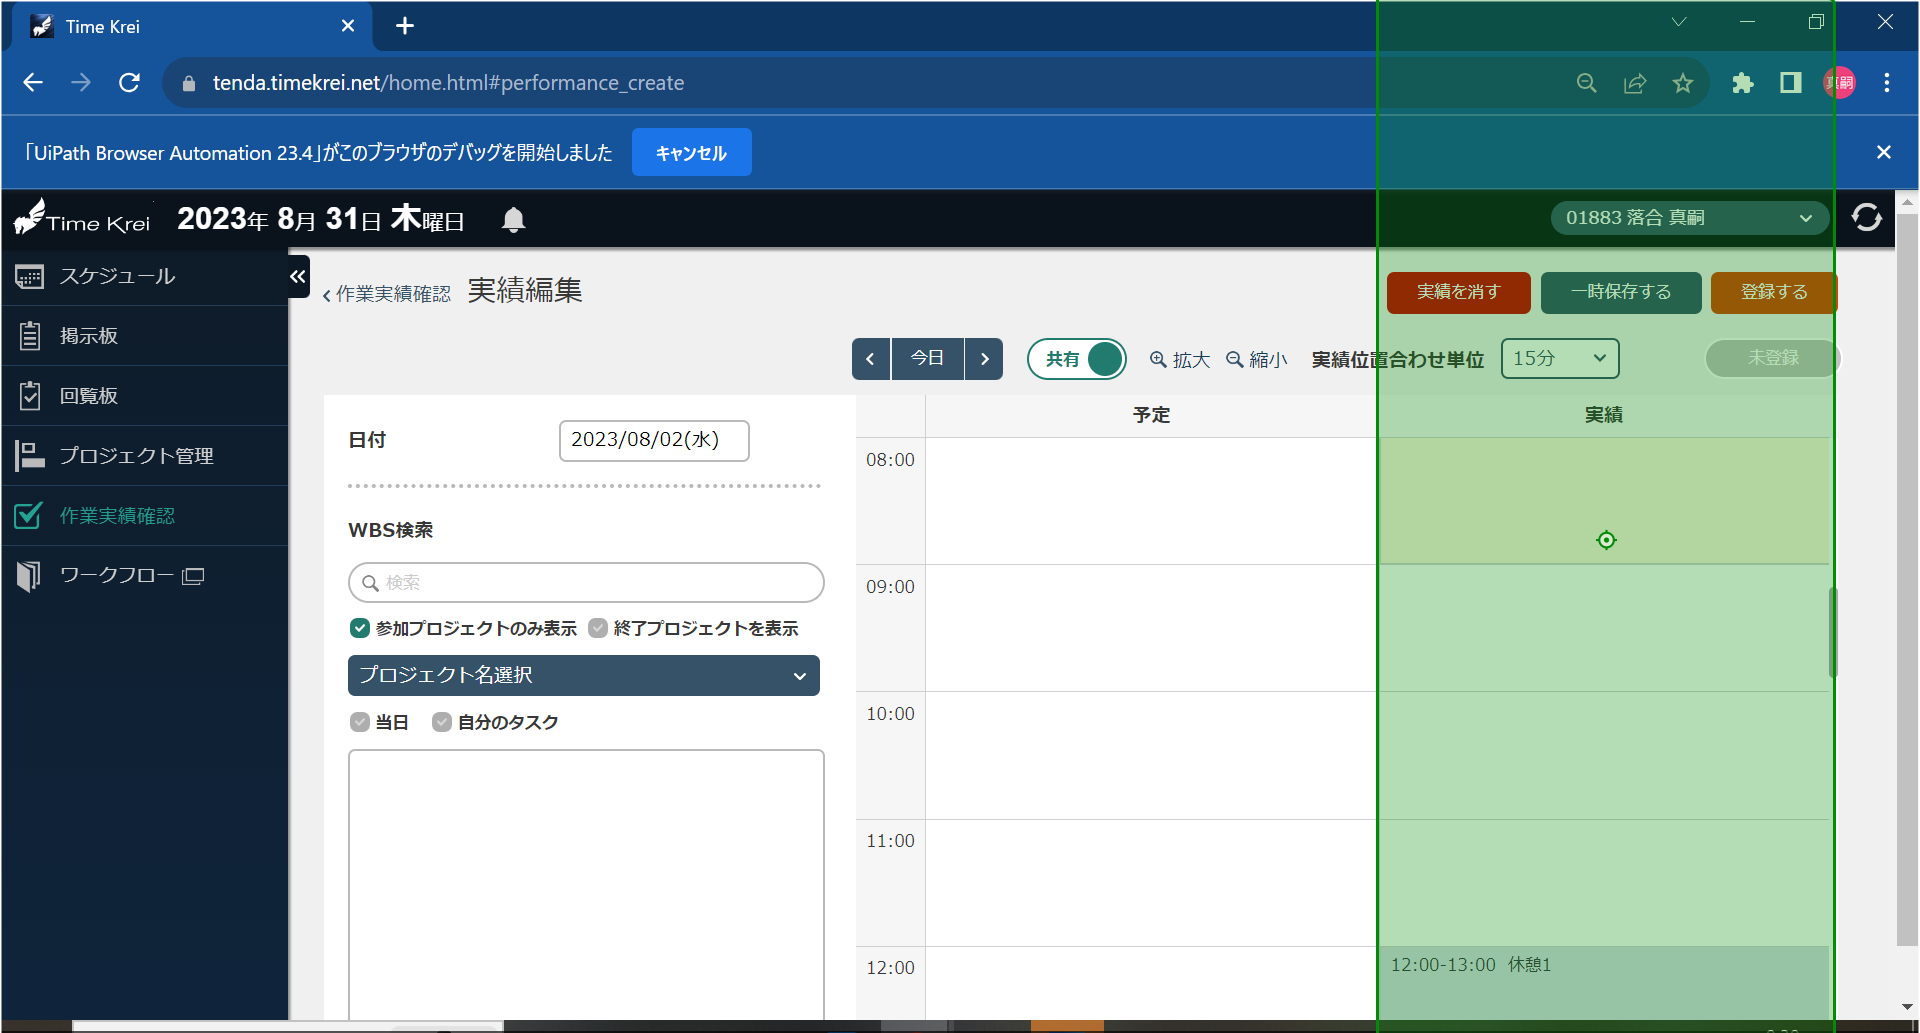 Time Krei
tenda.timekrei.net/home.html#performance_create
真嗣
「UiPath Browser Automation 23.4」がこのブラウザのデバッグを開始しました
キャンセル
Time Krei
2023年 8月 31日 木曜日
01883 落合 真嗣
スケジュール
掲示板
回覧板
プロジェクト管理
作業実績確認
ワークフロー
作業実績確認
実績編集
実績を消す
一時保存する
登録する
今日
共有
拡大
縮小
実績位置合わせ単位
15分
未登録
日付
2023/08/02(水)
WBS検索
検索
参加プロジェクトのみ表示
終了プロジェクトを表示
プロジェクト名選択
当日
自分のタスク
予定
実績
08:00
09:00
10:00
11:00
12:00
12:00-13:00 休憩1